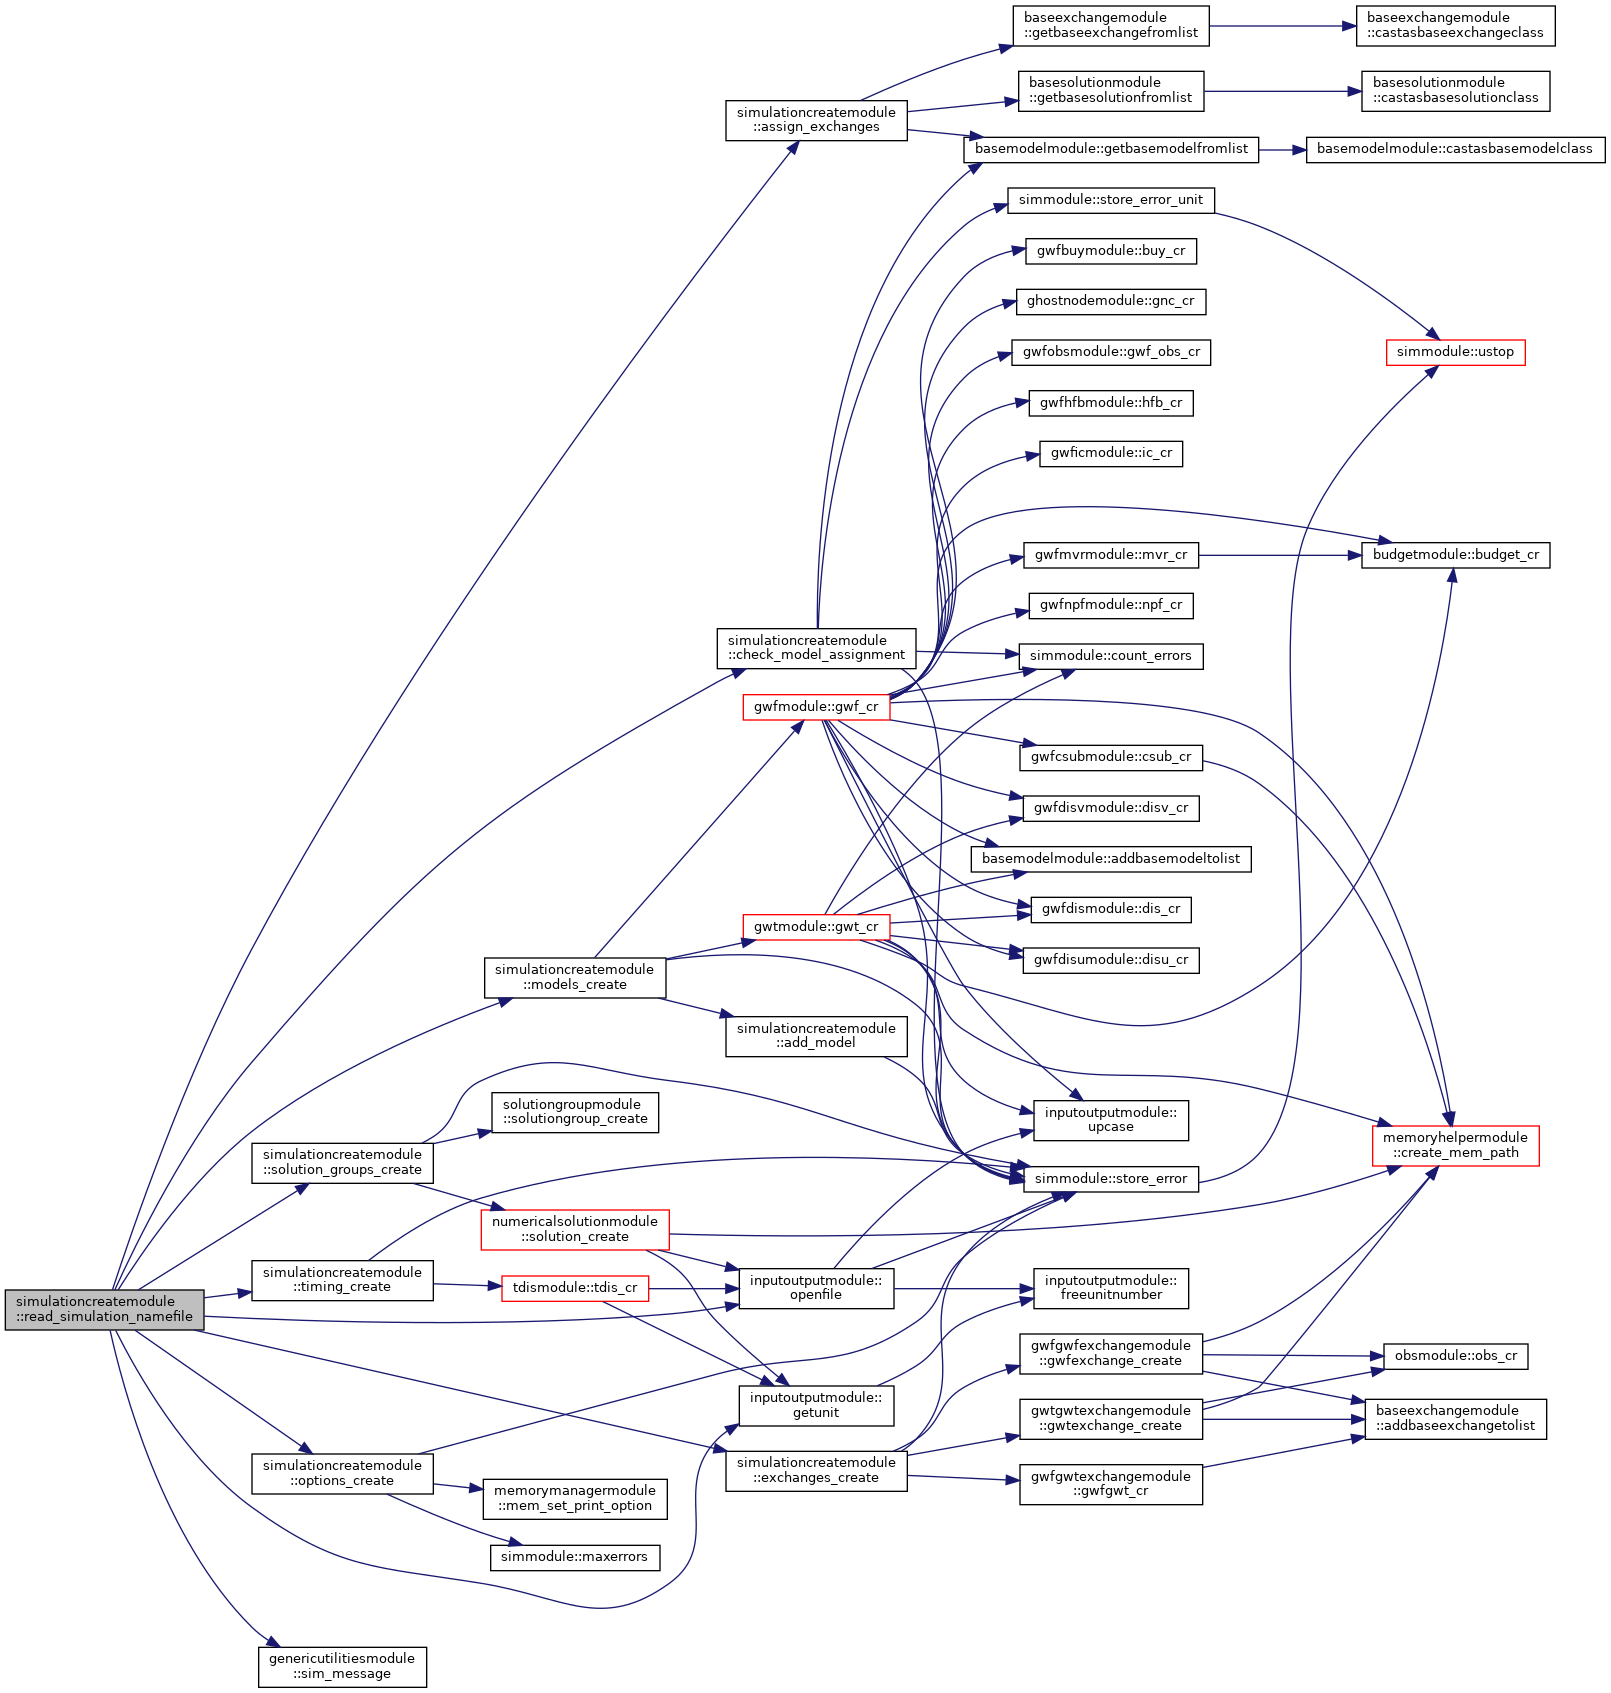 baseexchangemodule
::getbaseexchangefromlist
baseexchangemodule
::castasbaseexchangeclass
basesolutionmodule
::getbasesolutionfromlist
basesolutionmodule
::castasbasesolutionclass
simulationcreatemodule
::assign_exchanges
basemodelmodule::getbasemodelfromlist
basemodelmodule::castasbasemodelclass
simmodule::store_error_unit
gwfbuymodule::buy_cr
ghostnodemodule::gnc_cr
gwfobsmodule::gwf_obs_cr
simmodule::ustop
gwfhfbmodule::hfb_cr
gwficmodule::ic_cr
gwfmvrmodule::mvr_cr
budgetmodule::budget_cr
gwfnpfmodule::npf_cr
simulationcreatemodule
::check_model_assignment
simmodule::count_errors
gwfmodule::gwf_cr
gwfcsubmodule::csub_cr
gwfdisvmodule::disv_cr
basemodelmodule::addbasemodeltolist
gwfdismodule::dis_cr
gwtmodule::gwt_cr
gwfdisumodule::disu_cr
simulationcreatemodule
::models_create
simulationcreatemodule
::add_model
solutiongroupmodule
::solutiongroup_create
inputoutputmodule::
upcase
memoryhelpermodule
::create_mem_path
simulationcreatemodule
::solution_groups_create
simmodule::store_error
numericalsolutionmodule
::solution_create
simulationcreatemodule
::timing_create
tdismodule::tdis_cr
inputoutputmodule::
openfile
inputoutputmodule::
freeunitnumber
simulationcreatemodule
::read_simulation_namefile
gwfgwfexchangemodule
::gwfexchange_create
obsmodule::obs_cr
inputoutputmodule::
getunit
gwtgwtexchangemodule
::gwtexchange_create
baseexchangemodule
::addbaseexchangetolist
simulationcreatemodule
::options_create
simulationcreatemodule
::exchanges_create
gwfgwtexchangemodule
::gwfgwt_cr
memorymanagermodule
::mem_set_print_option
simmodule::maxerrors
genericutilitiesmodule
::sim_message